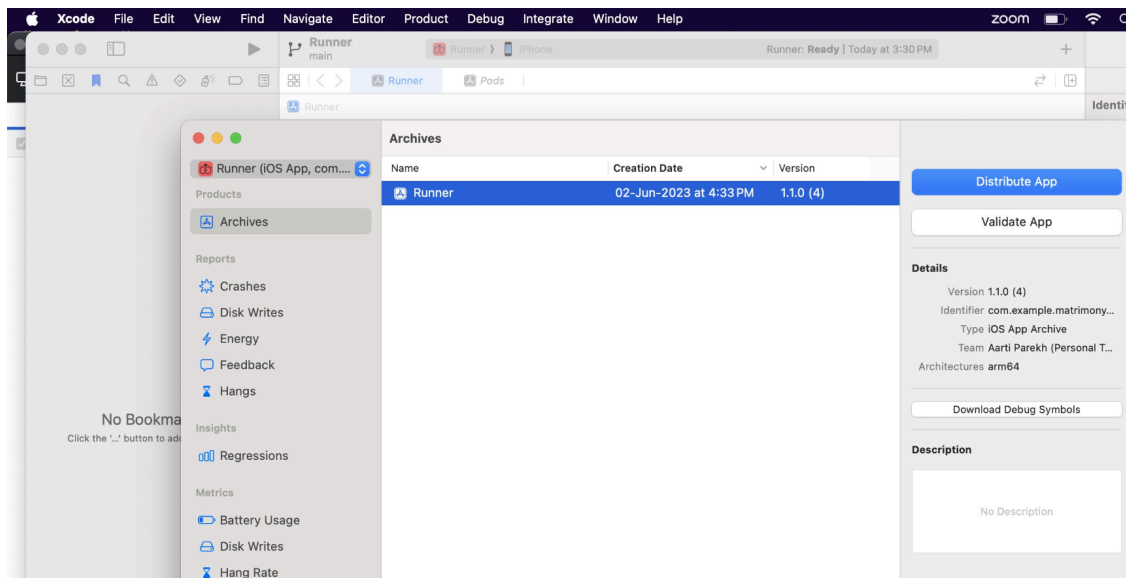 Xcode File Edit View Find Navigate Editor Product Debug Integrate Window Help zoom
Runner
main
Runner ⟩ iPhone
Runner: Ready | Today at 3:30 PM
Runner Pods
Runner
Identi
No Bookma
Click the '...' button to add
Runner (iOS App, com....
Products
Archives
Reports
Crashes
Disk Writes
Energy
Feedback
Hangs
Insights
Regressions
Metrics
Battery Usage
Disk Writes
Hang Rate
Archives
Name Creation Date Version
Runner 02-Jun-2023 at 4:33 PM 1.1.0 (4)
Distribute App
Validate App
Details
Version 1.1.0 (4)
Identifier com.example.matrimony...
Type iOS App Archive
Team Aarti Parekh (Personal T...
Architectures arm64
Download Debug Symbols
Description
No Description